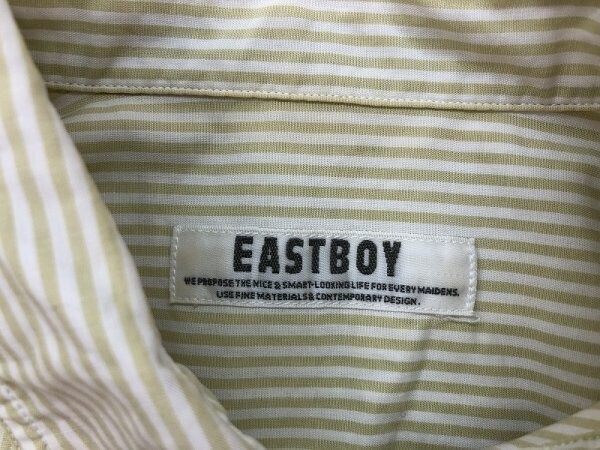 EASTBOY
WE PROPOSE THE NICE & SMART-LOOKING LIFE FOR EVERY MAIDENS.
USE FINE MATERIALS & CONTEMPORARY DESIGN.